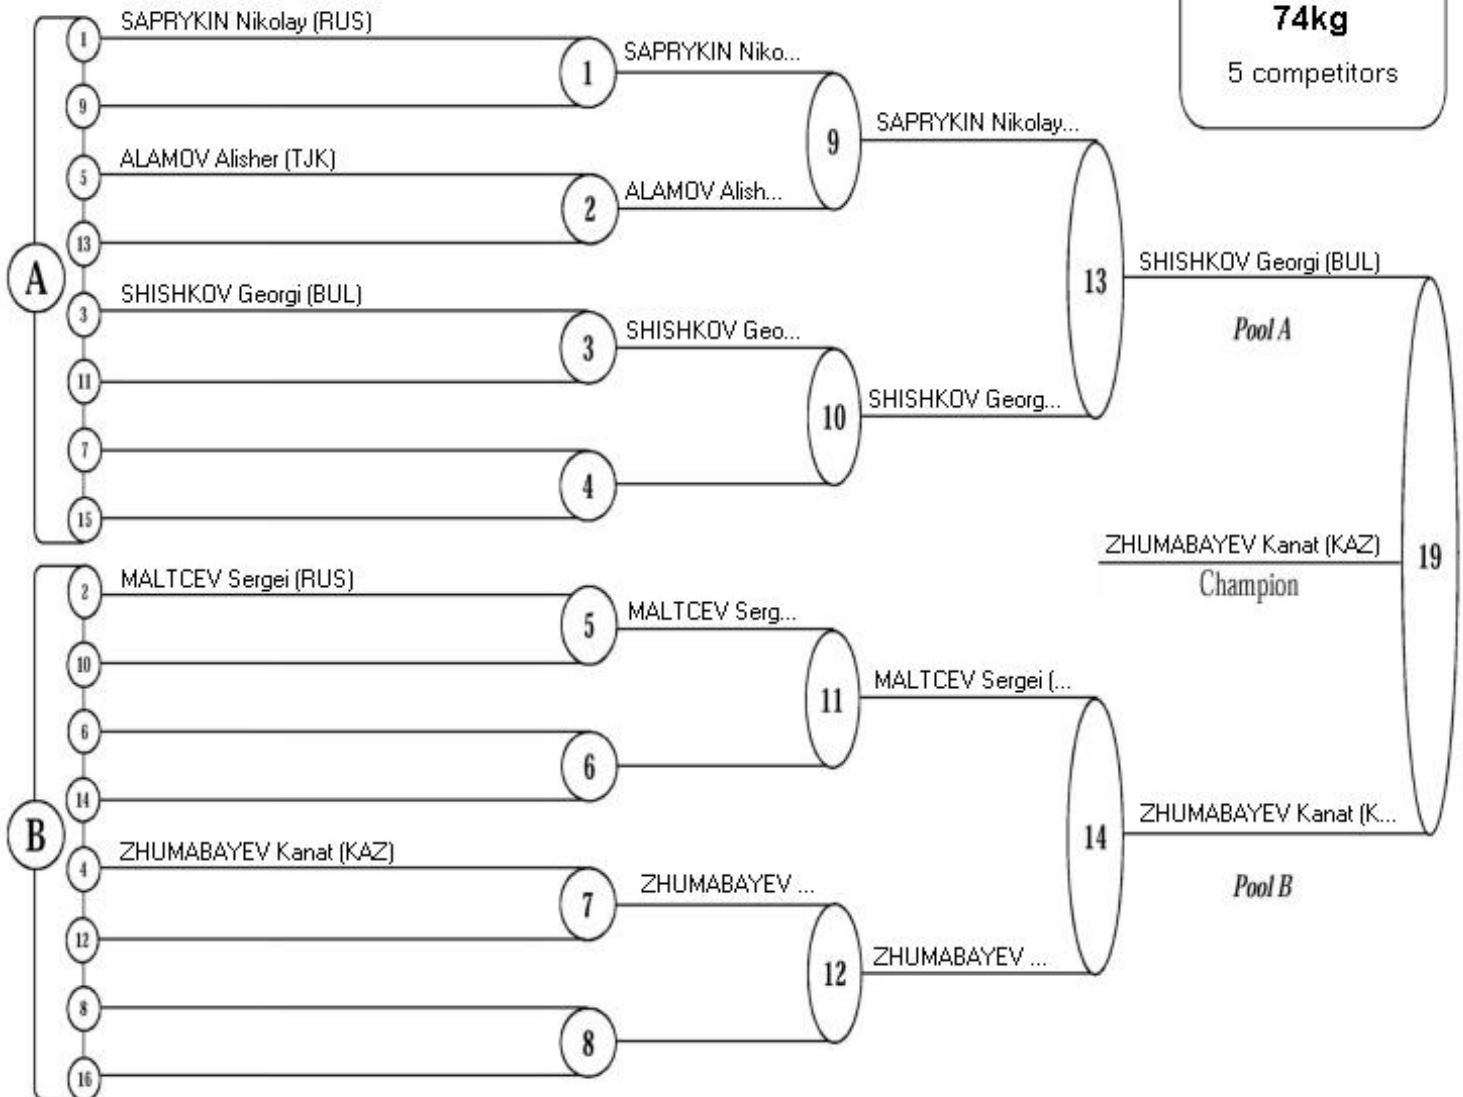 74kg
5 competitors
A
1
SAPRYKIN Nikolay (RUS)
9
5
ALAMOV Alisher (TJK)
13
3
SHISHKOV Georgi (BUL)
11
7
15
1
2
3
4
SAPRYKIN Niko...
ALAMOV Alish...
SHISHKOV Geo...
9
10
SAPRYKIN Nikolay...
SHISHKOV Georg...
13
SHISHKOV Georgi (BUL)
Pool A
B
2
MALTCEV Sergei (RUS)
10
6
14
4
ZHUMABAYEV Kanat (KAZ)
12
8
16
5
6
7
8
MALTCEV Serg...
ZHUMABAYEV ...
11
12
MALTCEV Sergei (...
ZHUMABAYEV ...
14
ZHUMABAYEV Kanat (K...
Pool B
ZHUMABAYEV Kanat (KAZ)
Champion
19